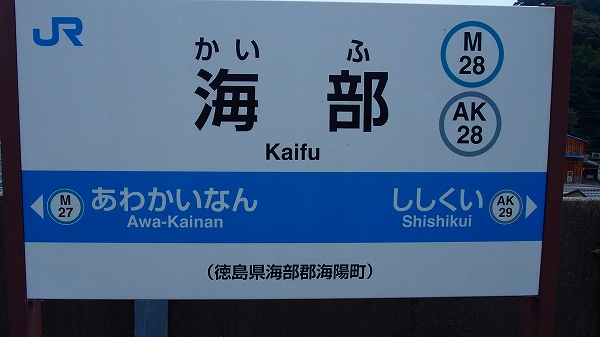 JR
かいふ
海部
Kaifu
M
28
AK
28
M
27
あわかいなん
Awa-Kainan
ししくい
Shishikui
AK
29
（徳島県海部郡海陽町）